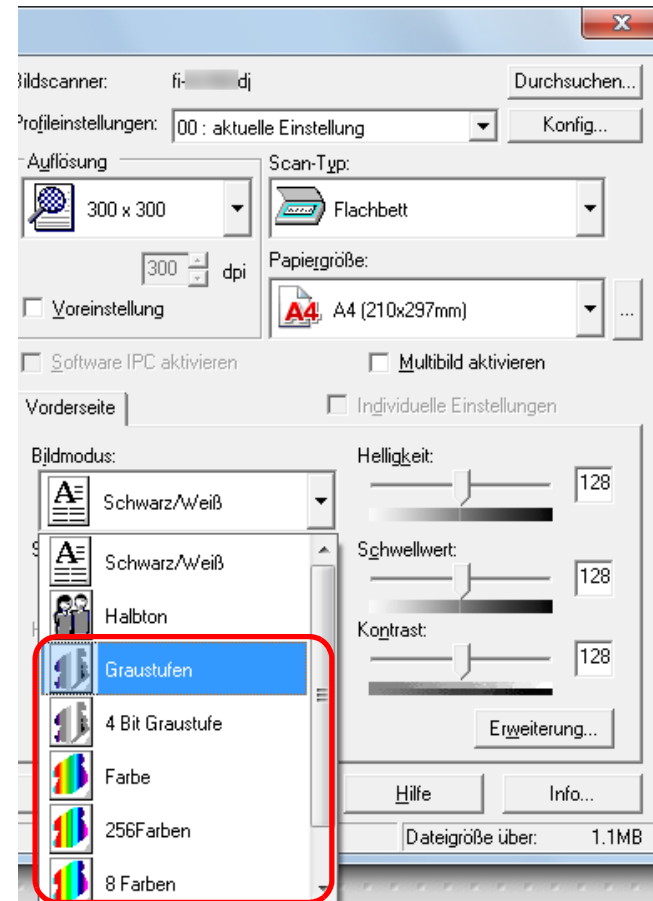 Bildscanner: fi- dj Durchsuchen...
Profileinstellungen: 00 : aktuelle Einstellung Konfig...
Auflösung Scan-Typ:
300 x 300 Flachbett
300 dpi Papiergröße:
Voreinstellung A4 A4 (210x297mm) ...
Software IPC aktivieren Multibild aktivieren
Vorderseite Individuelle Einstellungen
Bildmodus: Helligkeit:
Schwarz/Weiß 128
S Schwellwert:
Schwarz/Weiß 128
Halbton
H Kontrast:
Graustufen 128
4 Bit Graustufe Erweiterung...
Farbe Hilfe Info...
256Farben Dateigröße über: 1.1MB
8 Farben